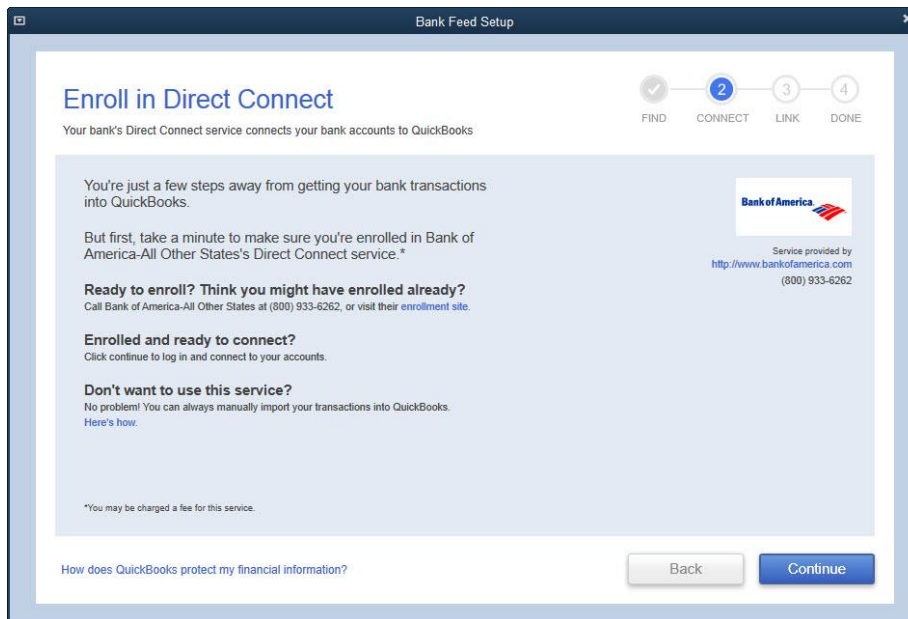 Bank Feed Setup
Enroll in Direct Connect
Your bank's Direct Connect service connects your bank accounts to QuickBooks
2
3
4
FIND
CONNECT
LINK
DONE
You're just a few steps away from getting your bank transactions
into QuickBooks.
But first, take a minute to make sure you're enrolled in Bank of
America-All Other States's Direct Connect service.*
Ready to enroll? Think you might have enrolled already?
Call Bank of America-All Other States at (800) 933-6262, or visit their enrollment site.
Enrolled and ready to connect?
Click continue to log in and connect to your accounts.
Don't want to use this service?
No problem! You can always manually import your transactions into QuickBooks.
Here's how.
*You may be charged a fee for this service.
Bank of America.
Service provided by
http://www.bankofamerica.com
(800) 933-6262
How does QuickBooks protect my financial information?
Back
Continue